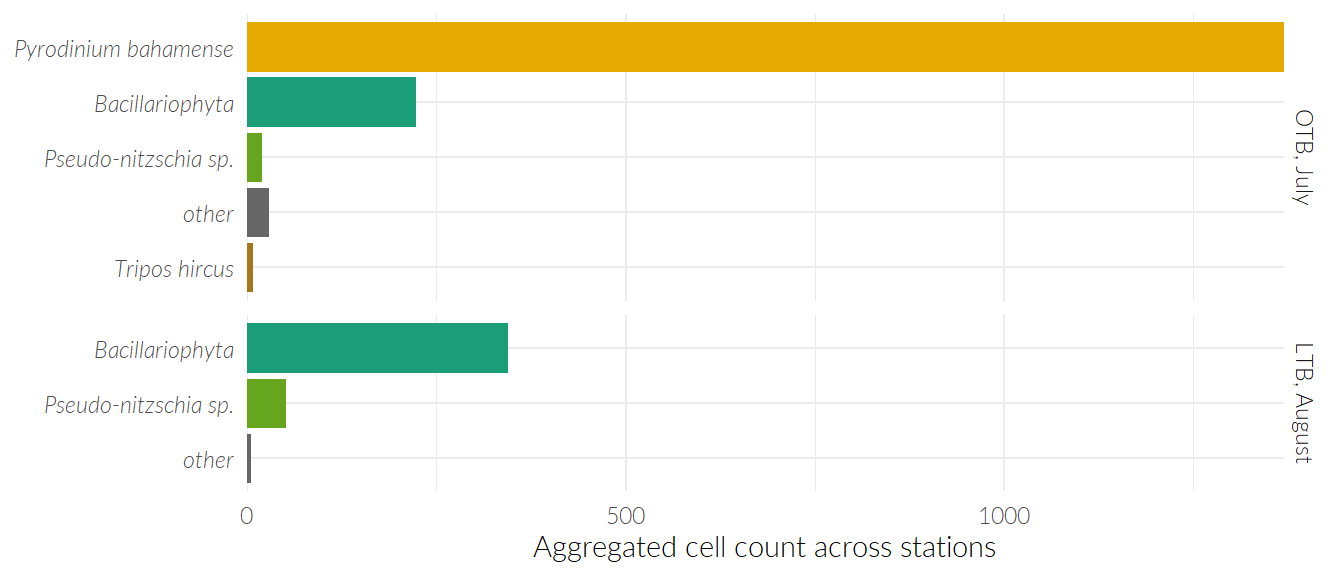 Pyrodinium bahamense
Bacillariophyta
Pseudo-nitzschia sp.
other
Tripos hircus
OTB, July
Bacillariophyta
Pseudo-nitzschia sp.
other
LTB, August
0 500 1000
Aggregated cell count across stations